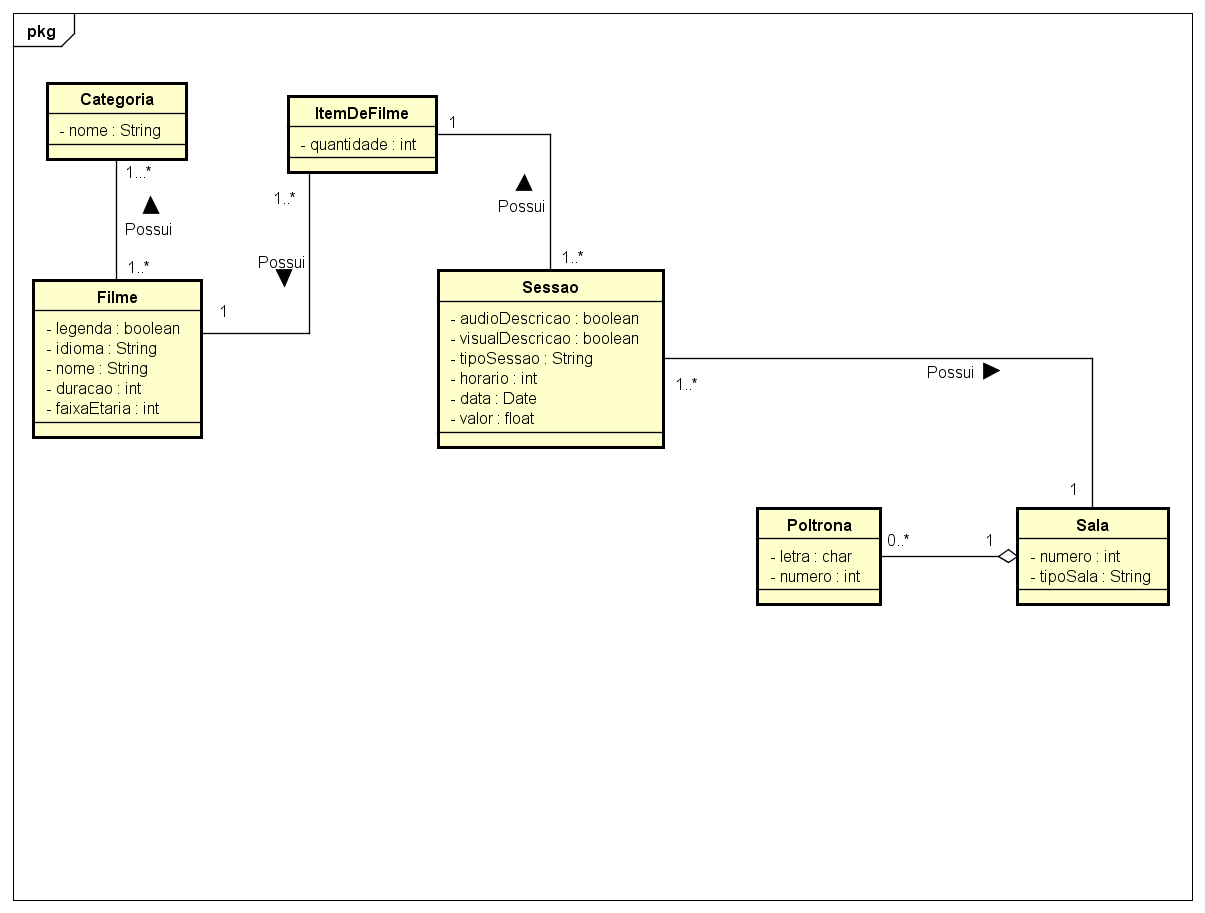 pkg
Categoria
- nome : String
1...*
Possui
1..*
Filme
- legenda : boolean
- idioma : String
- nome : String
- duracao : int
- faixaEtaria : int
1
Possui
1..*
ItemDeFilme
- quantidade : int
1
Possui
1..*
Sessao
- audioDescricao : boolean
- visualDescricao : boolean
- tipoSessao : String
- horario : int
- data : Date
- valor : float
1..*
Possui
1
Poltrona
- letra : char
- numero : int
0..*
1
Sala
- numero : int
- tipoSala : String